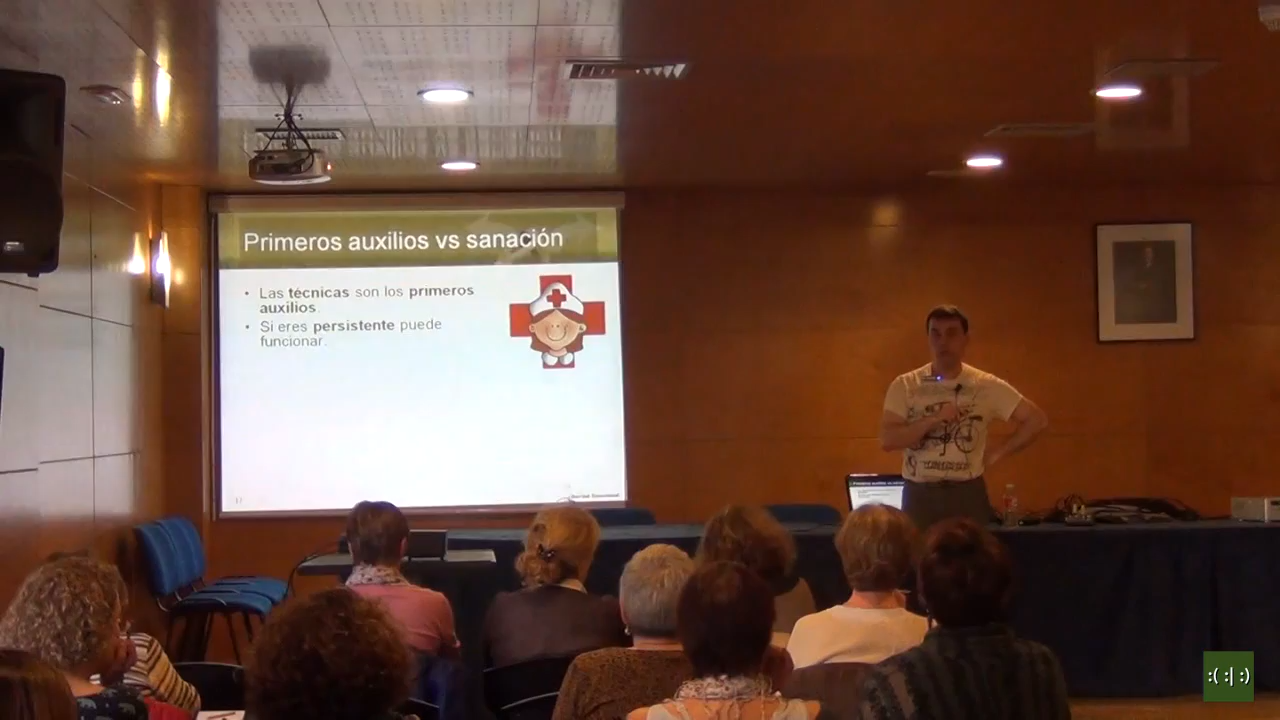 Primeros auxilios vs sanación
• Las técnicas son los primeros
auxilios.
• Si eres persistente puede
funcionar.
:( :| :)